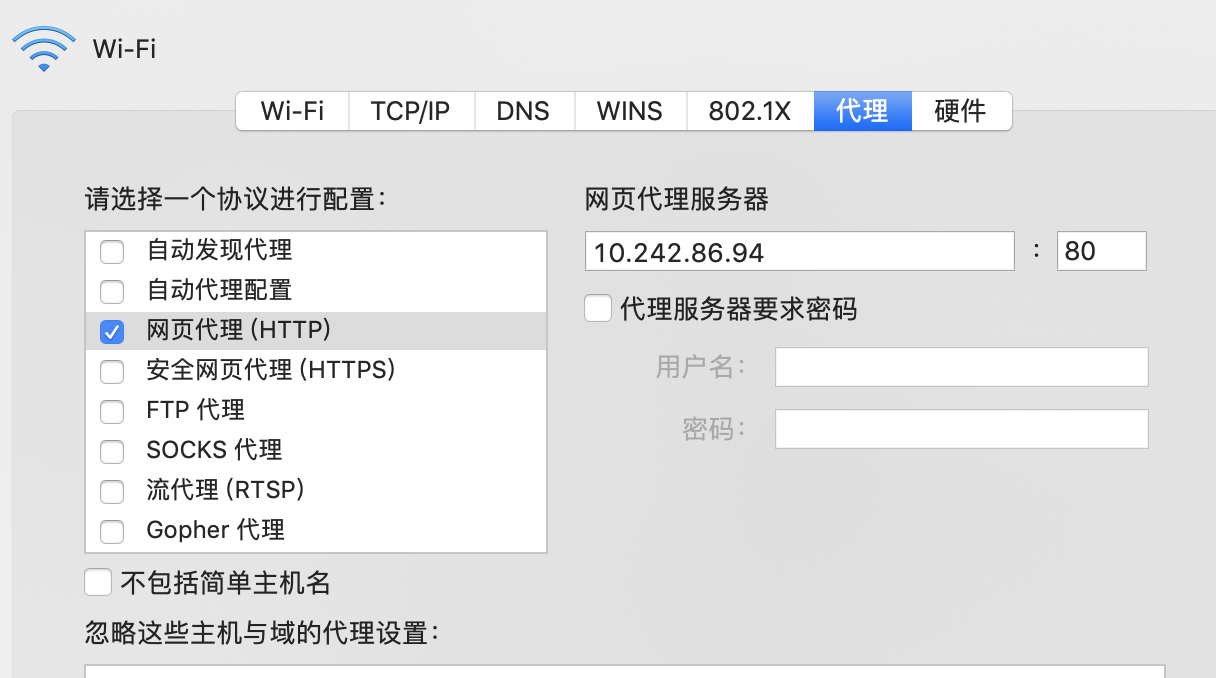 Wi-Fi
Wi-Fi TCP/IP DNS WINS 802.1X 代理 硬件
请选择一个协议进行配置：
自动发现代理
自动代理配置
网页代理 (HTTP)
安全网页代理 (HTTPS)
FTP 代理
SOCKS 代理
流代理 (RTSP)
Gopher 代理
不包括简单主机名
忽略这些主机与域的代理设置：
网页代理服务器
10.242.86.94 : 80
代理服务器要求密码
用户名：
密码：